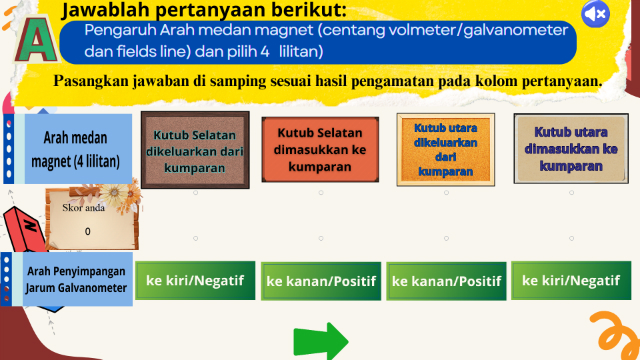 Jawablah pertanyaan berikut:
A
Pengaruh Arah medan magnet (centang volmeter/galvanometer
dan fields line) dan pilih 4 lilitan)
Pasangkan jawaban di samping sesuai hasil pengamatan pada kolom pertanyaan.
Arah medan
magnet (4 lilitan)
Kutub Selatan
dikeluarkan dari
kumparan
Kutub Selatan
dimasukkan ke
kumparan
Kutub utara
dikeluarkan
dari
kumparan
Kutub utara
dimasukkan ke
kumparan
Skor anda
0
N
Arah Penyimpangan
Jarum Galvanometer
ke kiri/Negatif
ke kanan/Positif
ke kanan/Positif
ke kiri/Negatif